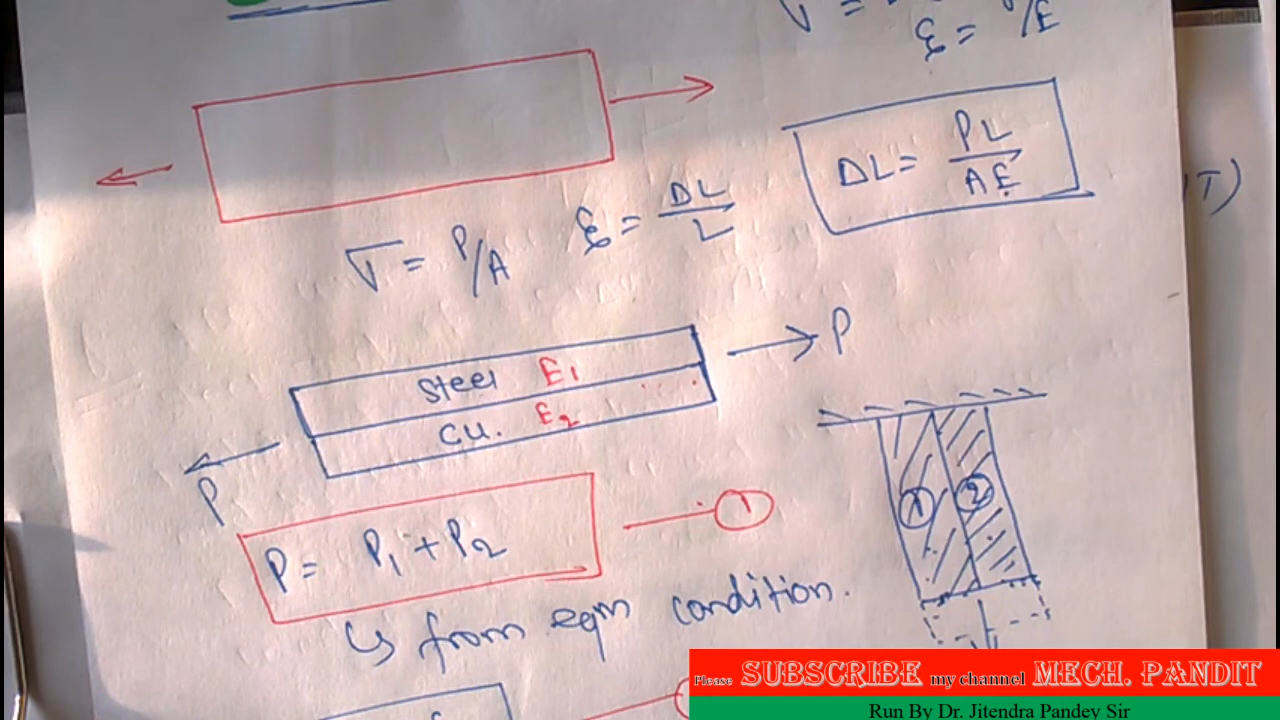 ε = /E
ΔL = PL/AE
σ = P/A ε = ΔL/L
Steel E1
Cu. E2
P
P
P = P1 + P2
1
↳ from eqm condition.
1 2
Please SUBSCRIBE my channel MECH. PANDIT
Run By Dr. Jitendra Pandey Sir